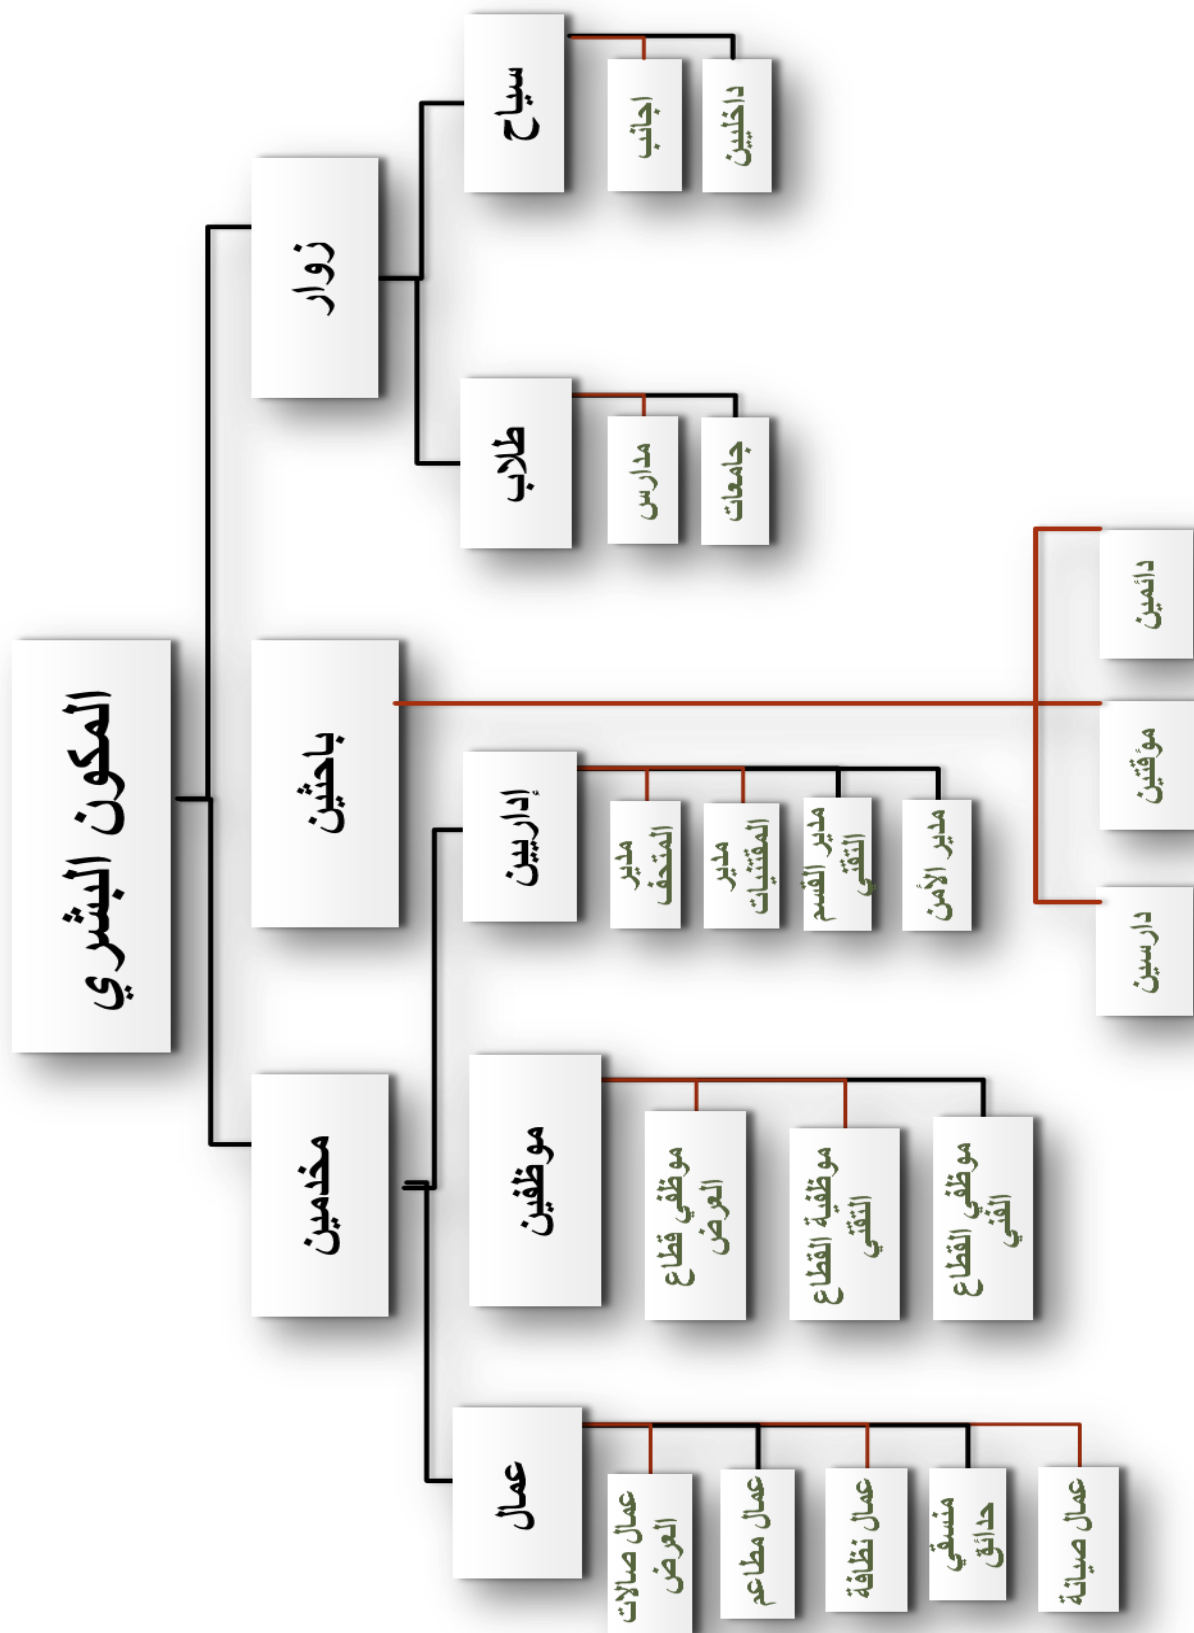 المكون البشري
زوار
باحثين
مخدمين
سياح
اجانب
داخليين
طلاب
مدارس
جامعات
دائمين
مؤقتين
دارسين
إداريين
مدير
المتحف
مدير
المقتنيات
مدير القسم
التقني
مدير الأمن
موظفين
موظفي قطاع
العرض
موظفية القطاع
التقني
موظفي القطاع
الفني
عمال
عمال صالات
العرض
عمال مطاعم
عمال نظافة
منسقي
حدائق
عمال صيانة